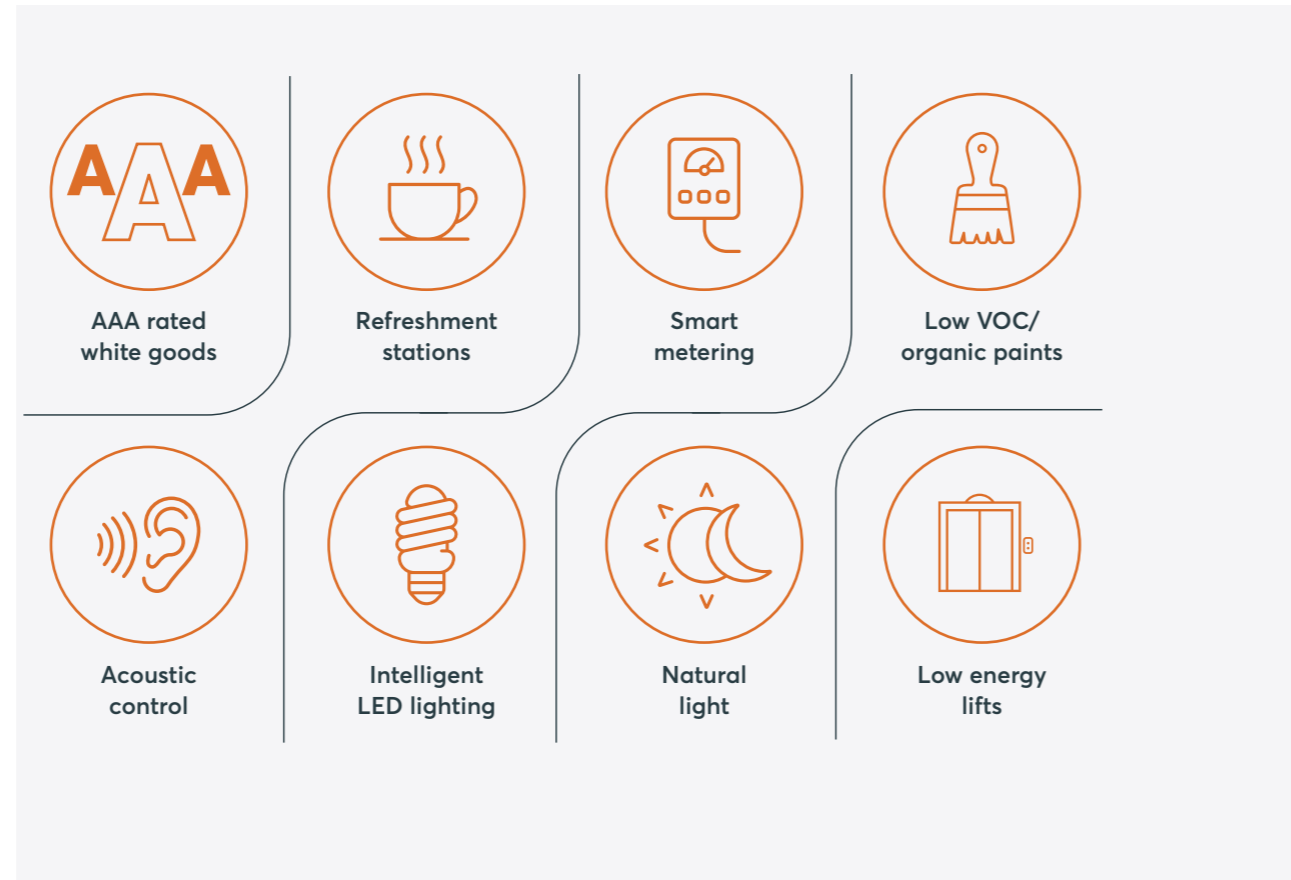 AAA
AAA rated
white goods
Refreshment
stations
Smart
metering
Low VOC/
organic paints
Acoustic
control
Intelligent
LED lighting
Natural
light
Low energy
lifts